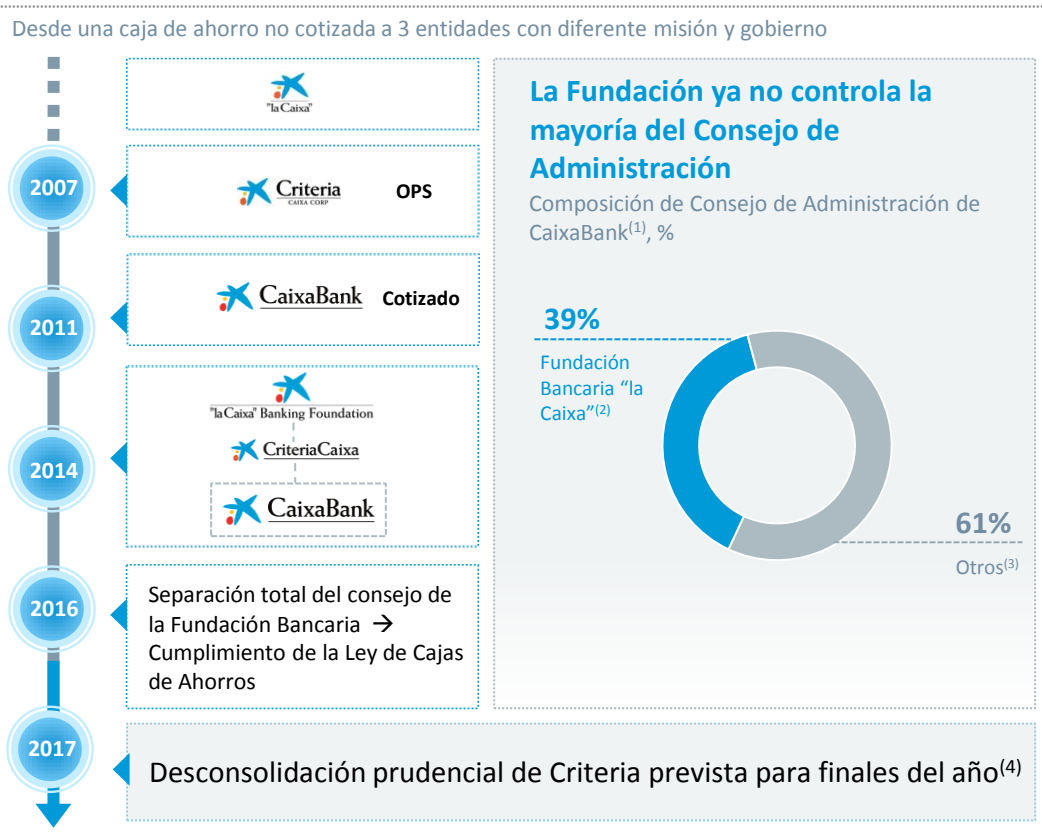 Desde una caja de ahorro no cotizada a 3 entidades con diferente misión y gobierno
"la Caixa"
2007
Criteria
CAIXA CORP
OPS
2011
CaixaBank
Cotizado
2014
"la Caixa" Banking Foundation
CriteriaCaixa
CaixaBank
2016
Separación total del consejo de
la Fundación Bancaria →
Cumplimiento de la Ley de Cajas
de Ahorros
2017
Desconsolidación prudencial de Criteria prevista para finales del año(4)
La Fundación ya no controla la
mayoría del Consejo de
Administración
Composición de Consejo de Administración de
CaixaBank(1), %
39%
Fundación
Bancaria “la
Caixa”(2)
61%
Otros(3)